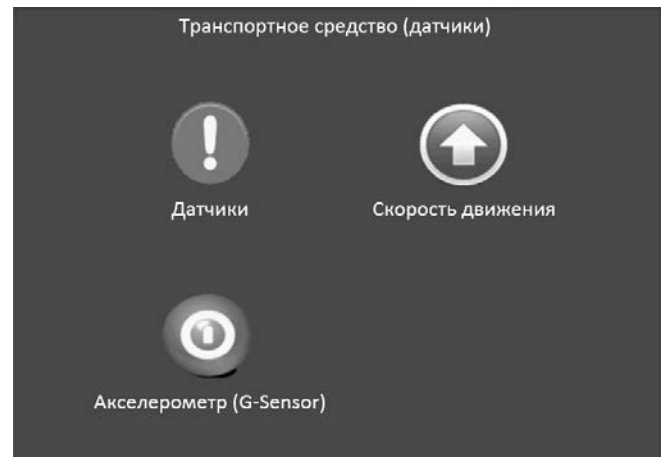 Транспортное средство (датчики)
Датчики
Скорость движения
Акселерометр (G-Sensor)